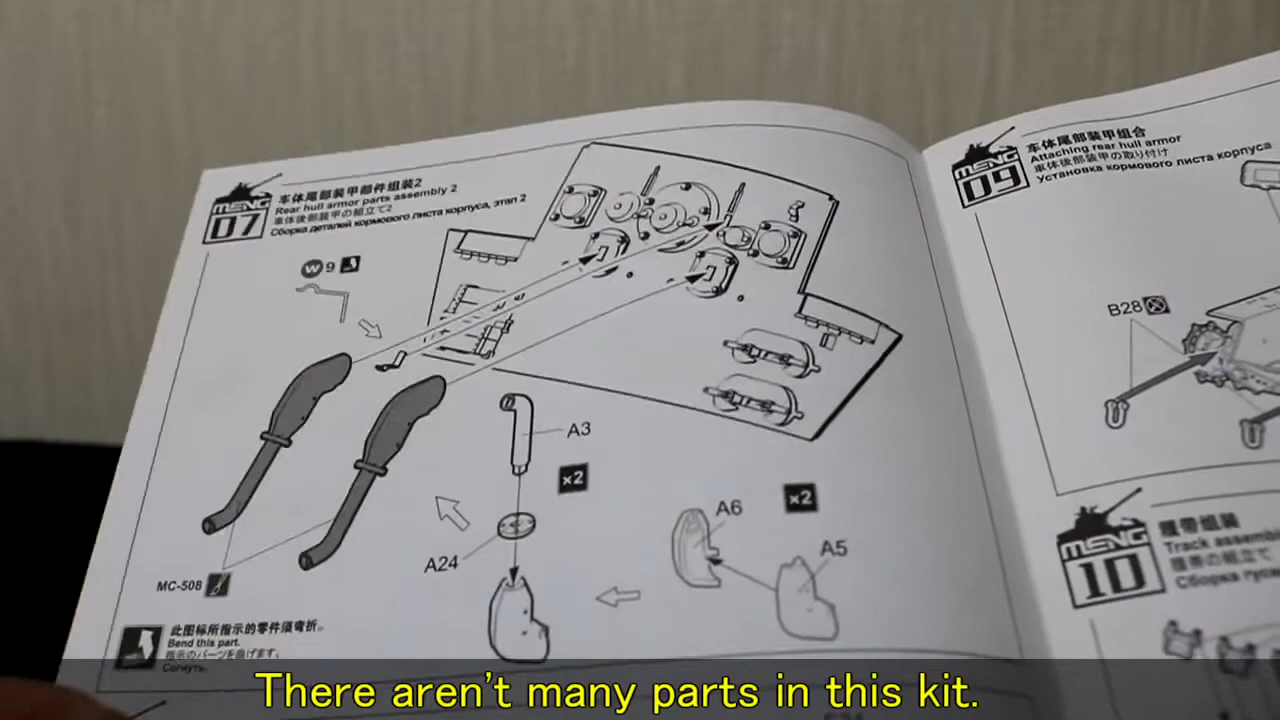 MENG
07
车体尾部装甲部件组装2
Rear hull armor parts assembly 2
車体後部装甲の組立て2
Сборка деталей кормового листа корпуса, этап 2
W 9
A3
×2
A24
A6
×2
A5
MC-508
此图标所指示的零件须弯折。
Bend this part.
指示のパーツを曲げます。
Согнуть.
MENG
09
车体尾部装甲组合
Attaching rear hull armor
車体後部装甲の取り付け
Установка кормового листа корпуса
B28
MENG
10
履带组装
Track assemb
履帯の組立て
Сборка гусе
There aren't many parts in this kit.